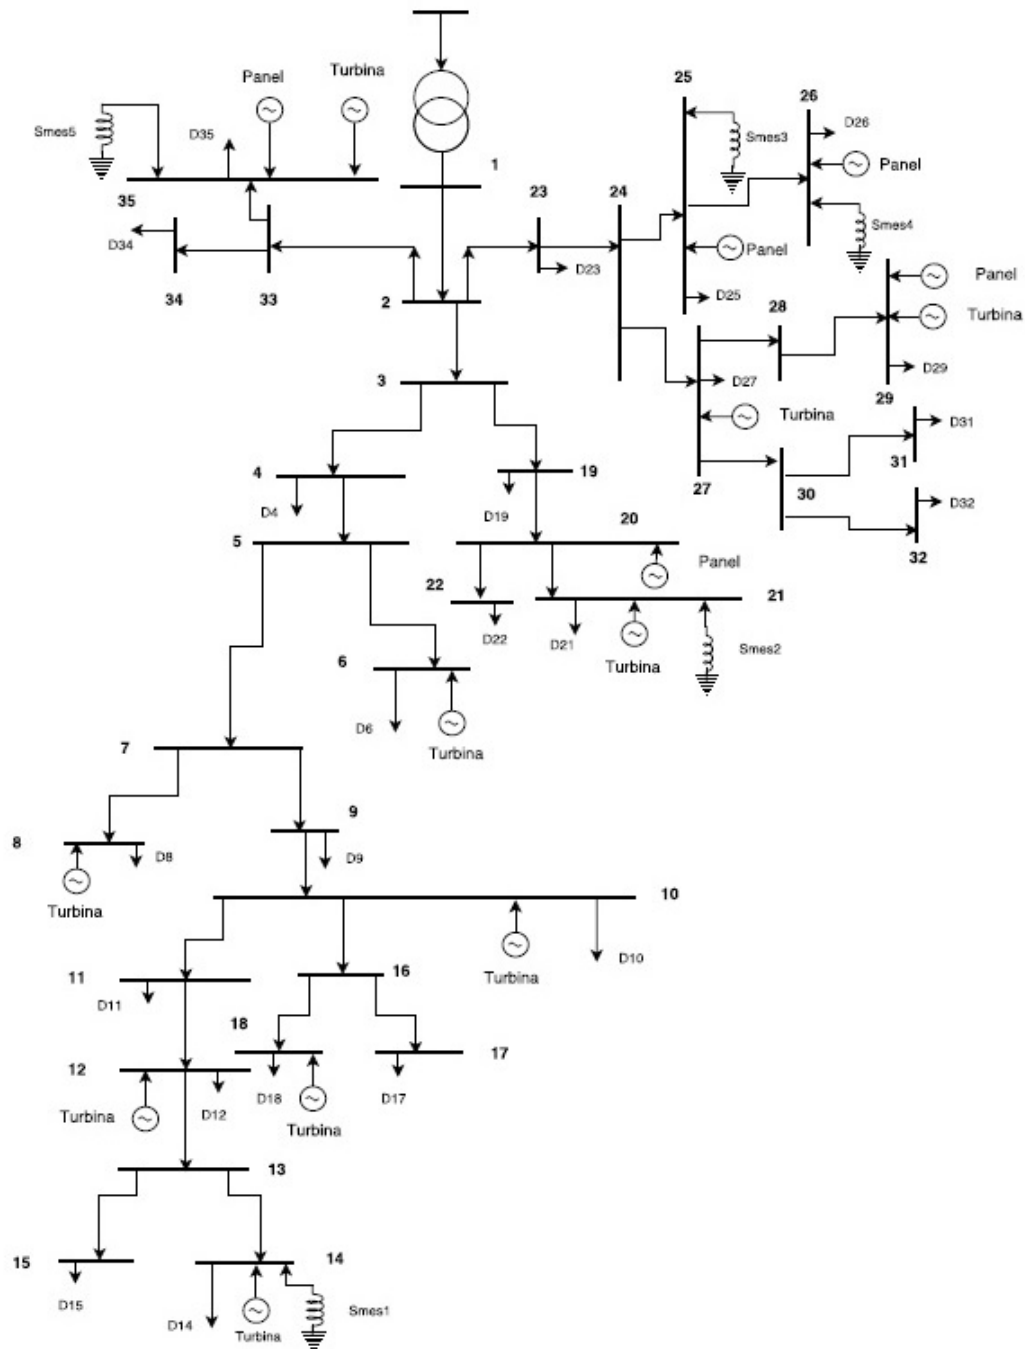 Turbina
Panel
25
26
Smes5
D35
Smes3
D26
1
Panel
35
23
24
D34
Smes4
Panel
D23
34
33
2
D25
28
Panel
Turbina
3
D27
D29
29
Turbina
D31
4
19
27
31
30
D4
D19
20
D32
5
32
Panel
22
21
D22
D21
Smes2
6
Turbina
D6
7
Turbina
9
8
D8
D9
Turbina
10
D10
11
16
Turbina
D11
18
12
17
D18
D17
Turbina
D12
Turbina
13
15
14
D15
D14
Turbina
Smes1